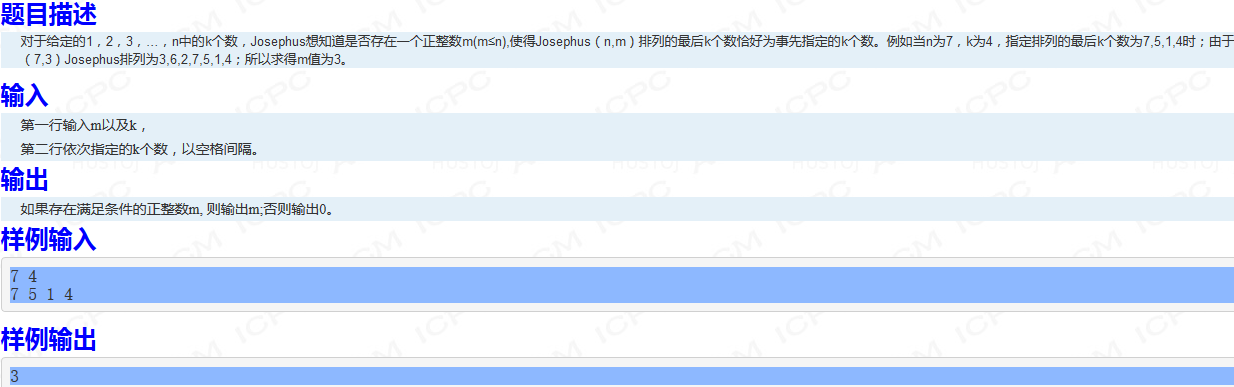 题目描述
对于给定的1，2，3，…，n中的k个数，Josephus想知道是否存在一个正整数m(m≤n),使得Josephus（n,m）排列的最后k个数恰好为事先指定的k个数。例如当n为7，k为4，指定排列的最后k个数为7,5,1,4时；由于
（7,3）Josephus排列为3,6,2,7,5,1,4；所以求得m值为3。
输入
第一行输入m以及k，
第二行依次指定的k个数，以空格间隔。
输出
如果存在满足条件的正整数m, 则输出m;否则输出0。
样例输入
7 4
7 5 1 4
样例输出
3